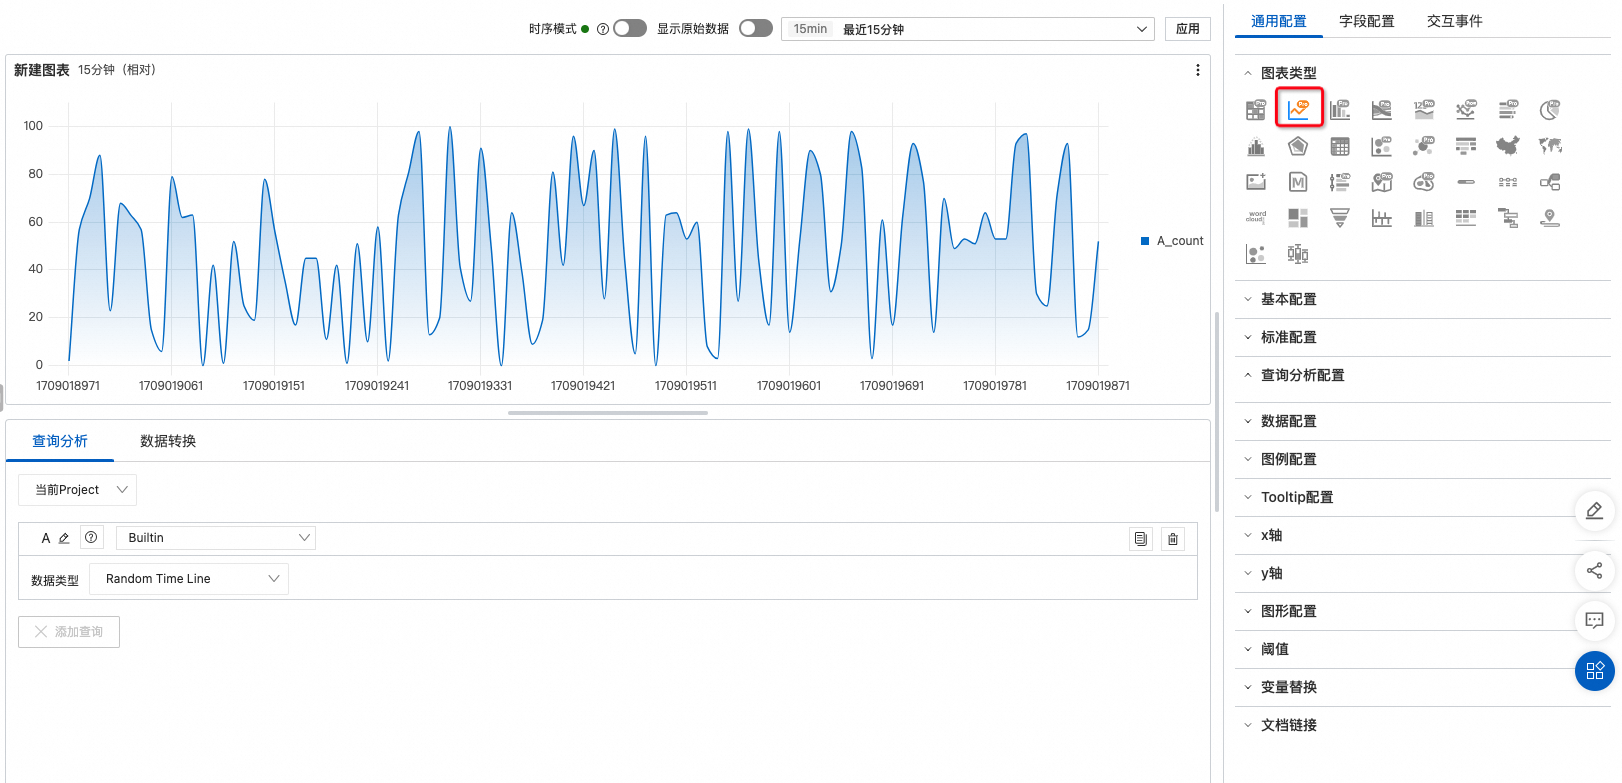 时序模式 显示原始数据 15min 最近15分钟 应用
新建图表 15分钟 (相对)
100
80
60
40
20
0
1709018971 1709019061 1709019151 1709019241 1709019331 1709019421 1709019511 1709019601 1709019691 1709019781 1709019871
A_count
查询分析 数据转换
当前Project
A Builtin
数据类型 Random Time Line
添加查询
通用配置 字段配置 交互事件
图表类型
Pro
123
M
word
cloud
基本配置
标准配置
查询分析配置
数据配置
图例配置
Tooltip配置
x轴
y轴
图形配置
阈值
变量替换
文档链接